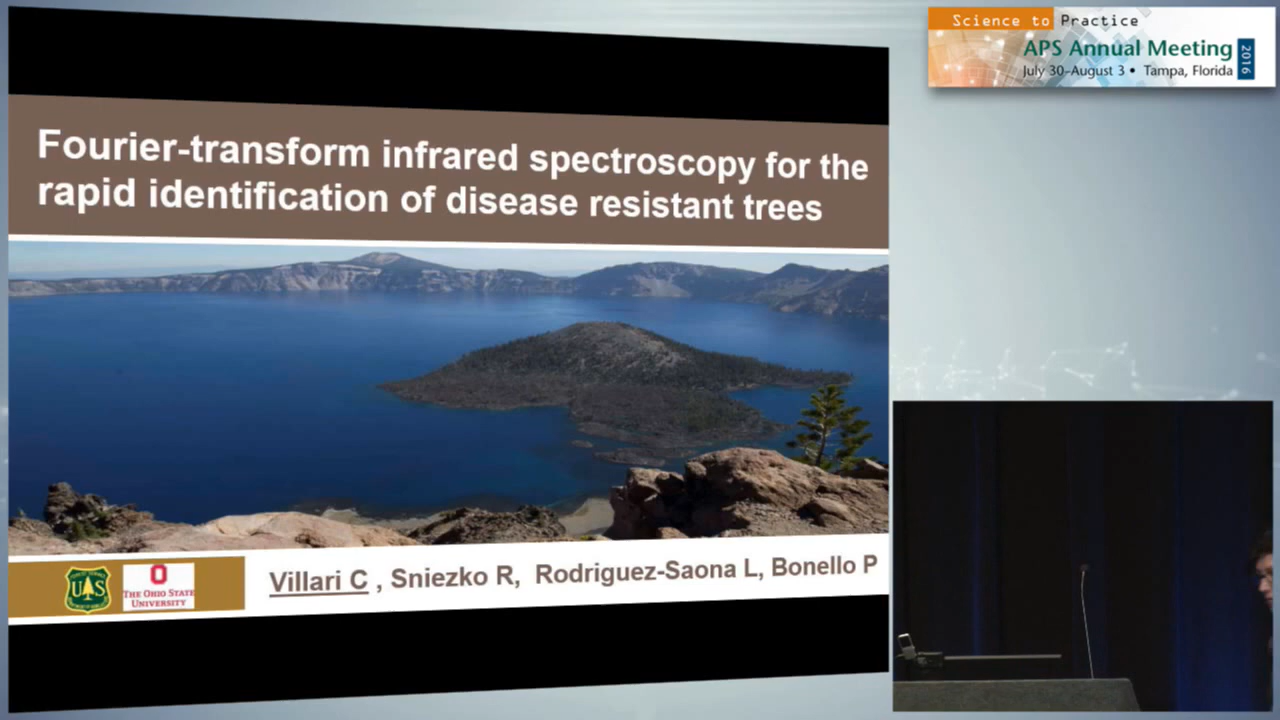 Science to Practice
APS Annual Meeting
2016
July 30-August 3 • Tampa, Florida
Fourier-transform infrared spectroscopy for the
rapid identification of disease resistant trees
UAS
THE OHIO STATE
UNIVERSITY
Villari C , Sniezko R, Rodriguez-Saona L, Bonello P